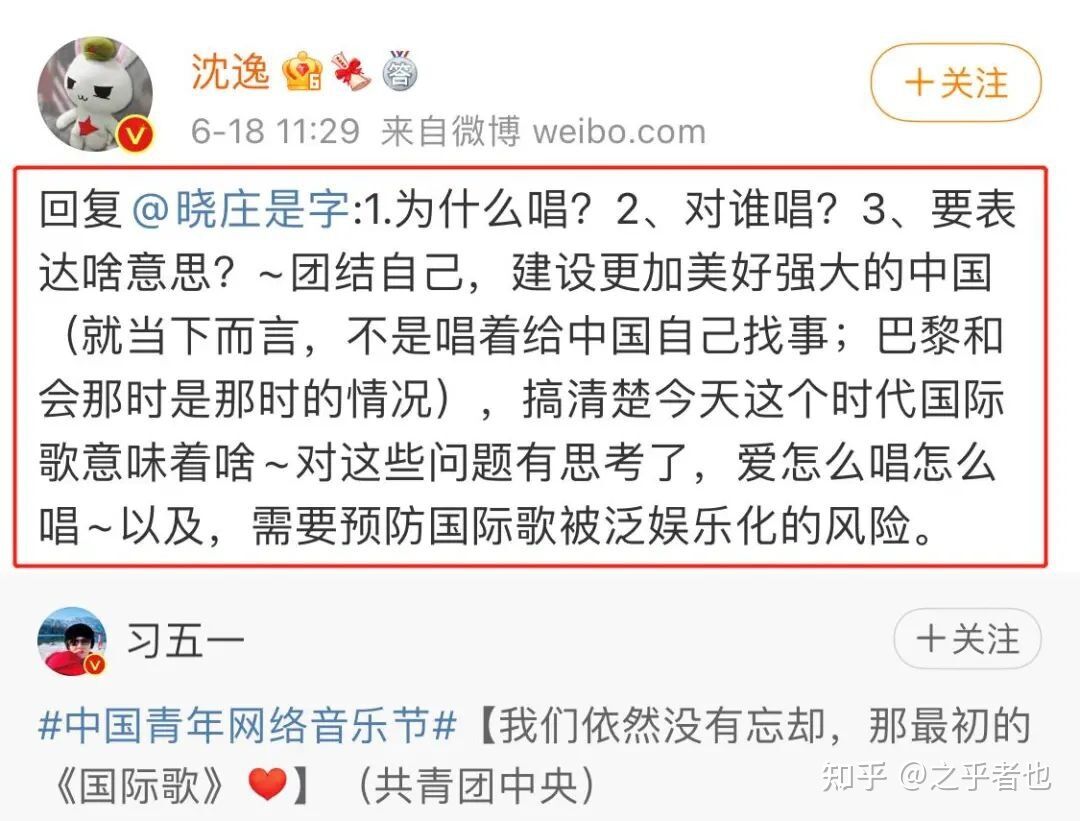 沈逸
+关注
6-18 11:29 来自微博 weibo.com
回复@晓庄是字:1.为什么唱？2、对谁唱？3、要表
达啥意思？~团结自己，建设更加美好强大的中国
（就当下而言，不是唱着给中国自己找事；巴黎和
会那时是那时的情况），搞清楚今天这个时代国际
歌意味着啥~对这些问题有思考了，爱怎么唱怎么
唱~以及，需要预防国际歌被泛娱乐化的风险。
习五一
+关注
#中国青年网络音乐节#【我们依然没有忘却，那最初的
《国际歌》❤】（共青团中央）
知乎 @之乎者也